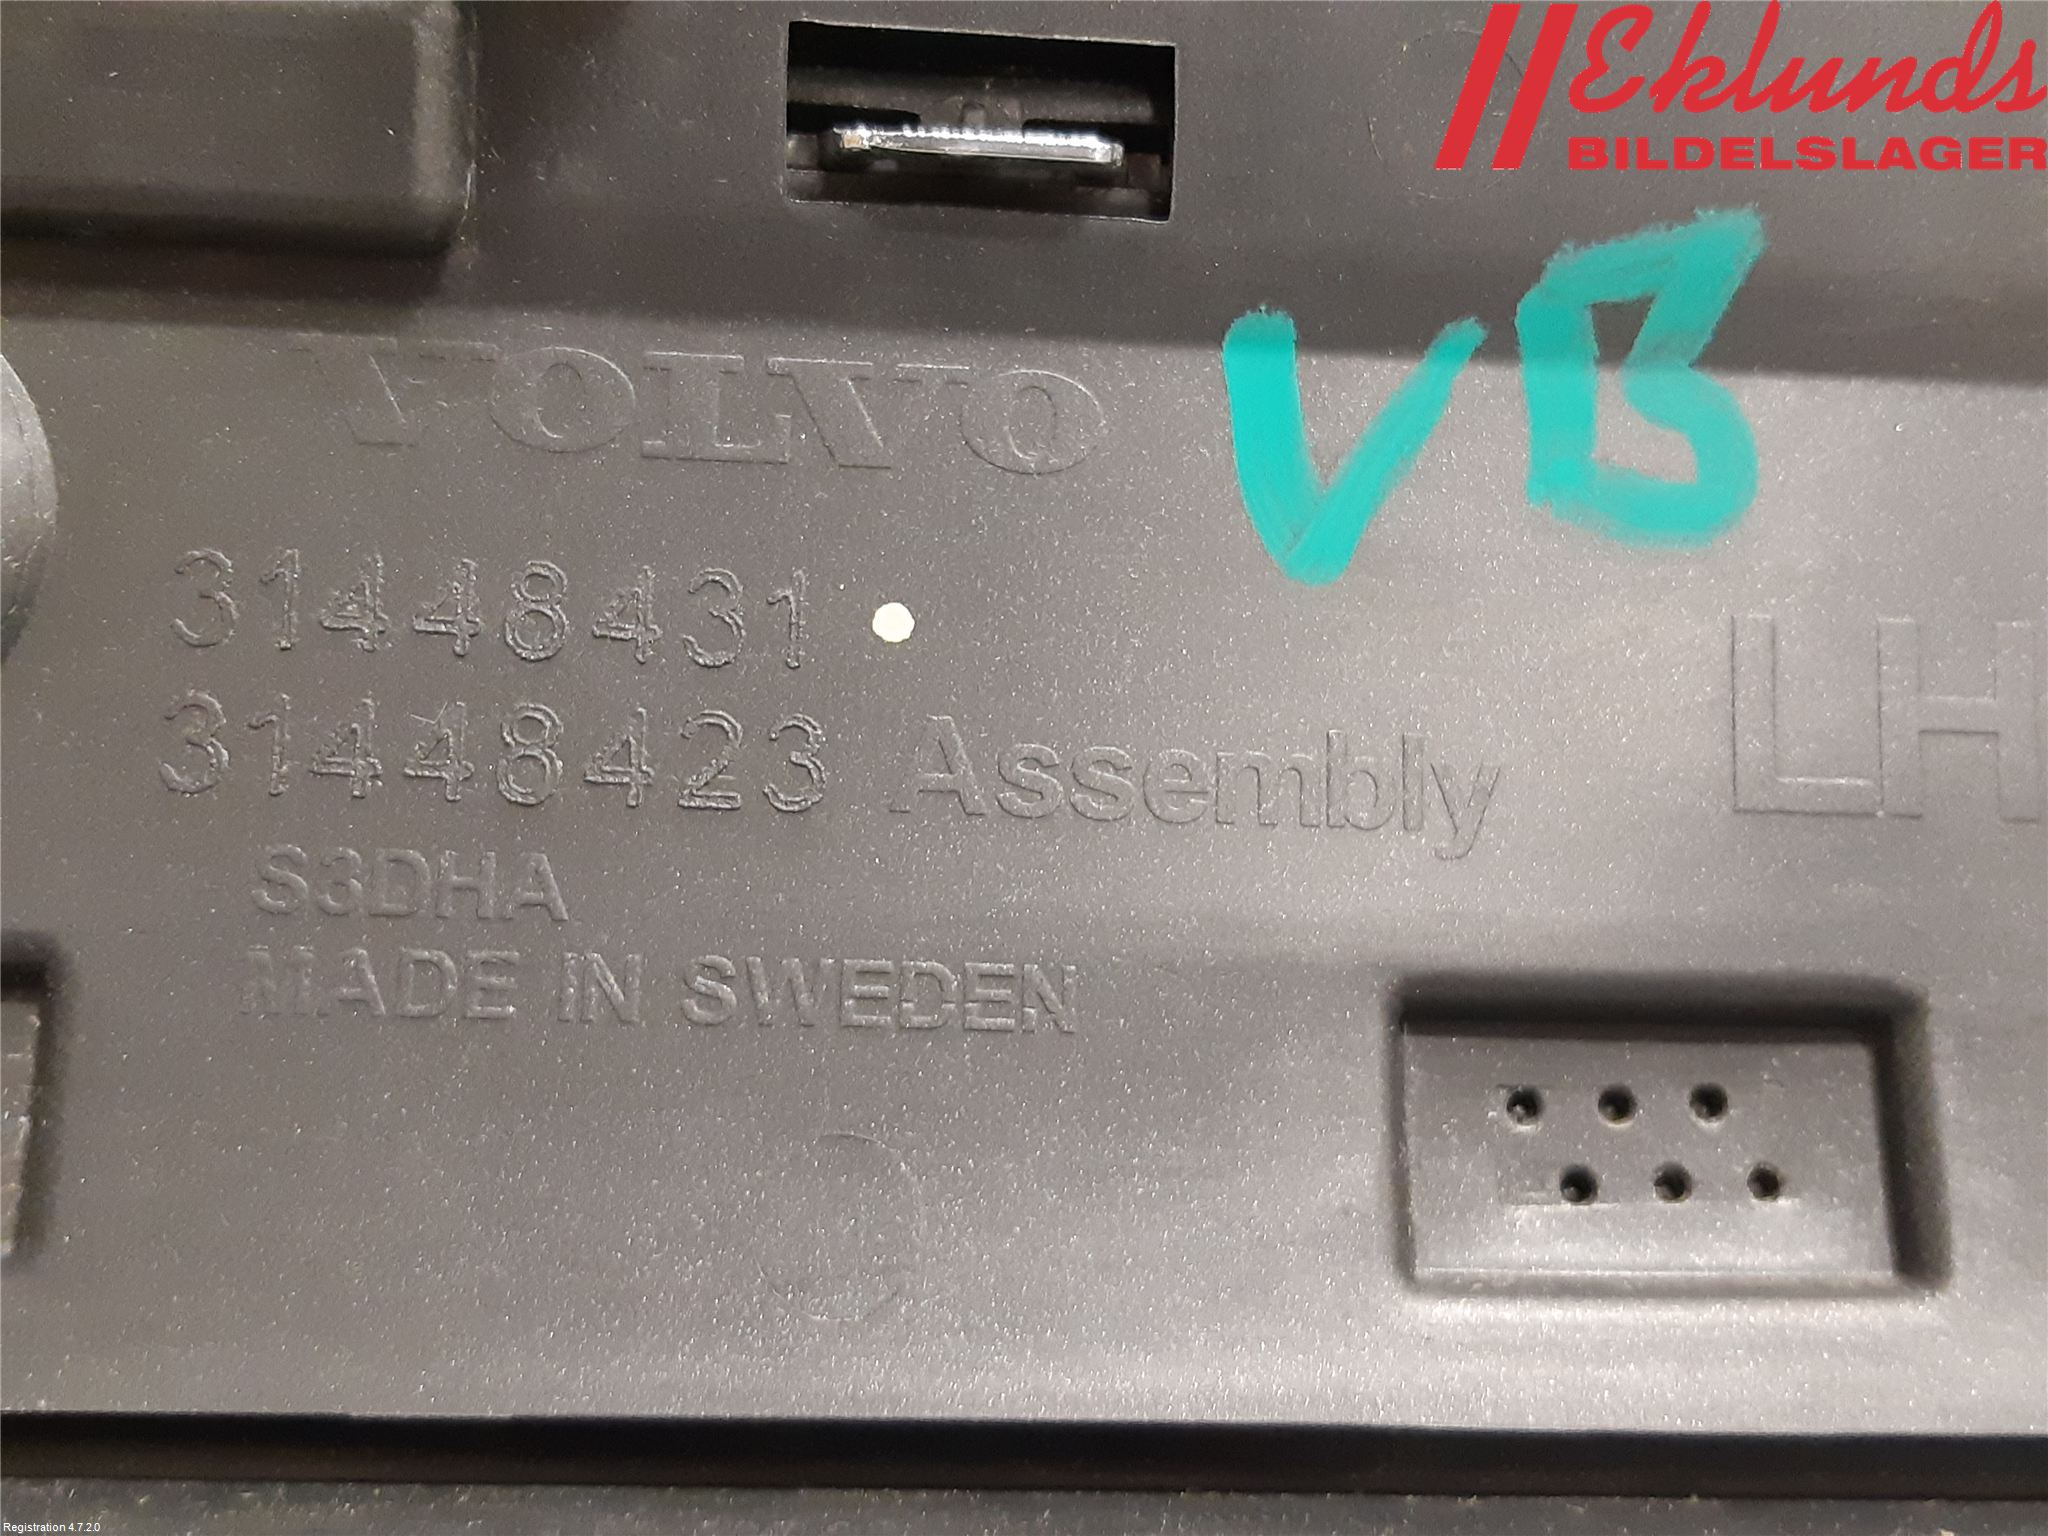 Eklunds
BILDELSLAGER
VB
VOLVO
31448431
31448423 Assembly
LH
S3DHA
MADE IN SWEDEN
Registration 4.7.2.0